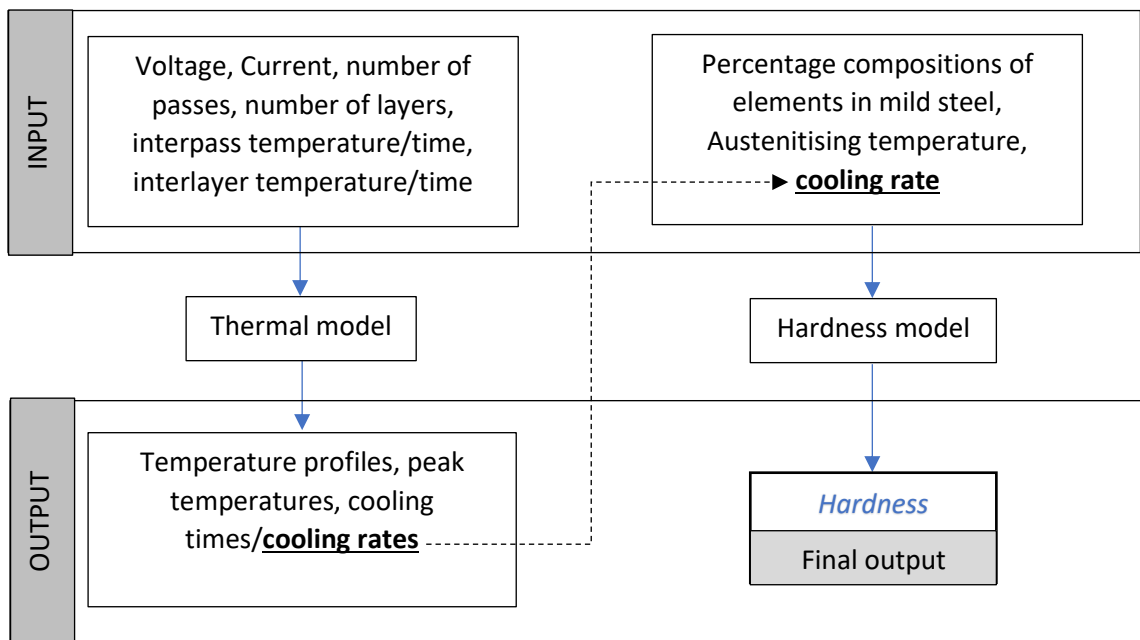 INPUT
Voltage, Current, number of
passes, number of layers,
interpass temperature/time,
interlayer temperature/time
Percentage compositions of
elements in mild steel,
Austenitising temperature,
cooling rate
Thermal model
Hardness model
OUTPUT
Temperature profiles, peak
temperatures, cooling
times/cooling rates
Hardness
Final output